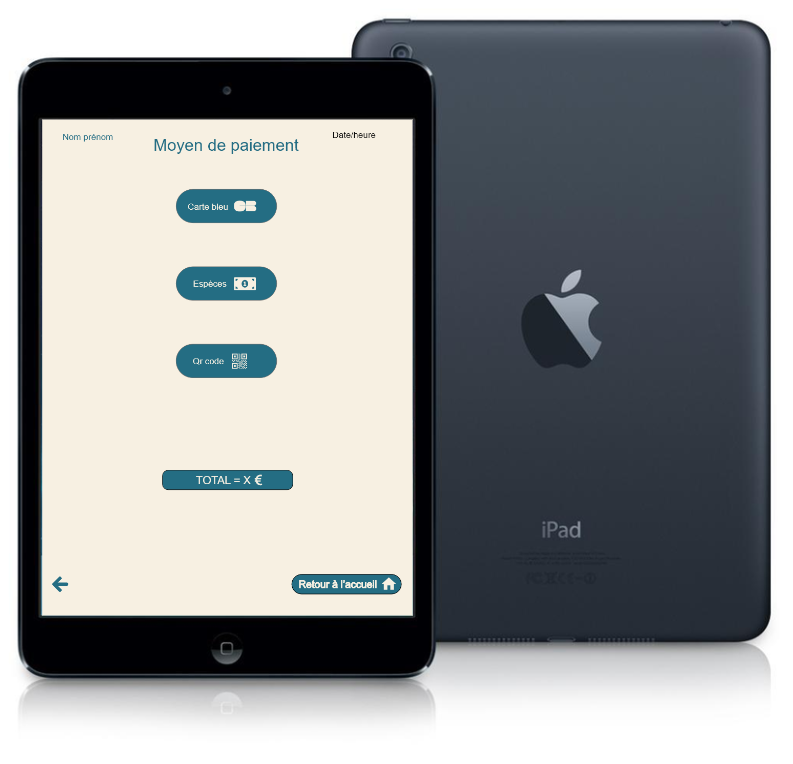 Nom prénom
Date/heure
Moyen de paiement
Carte bleu
Espèces
Qr code
TOTAL = X €
Retour à l'accueil
iPad